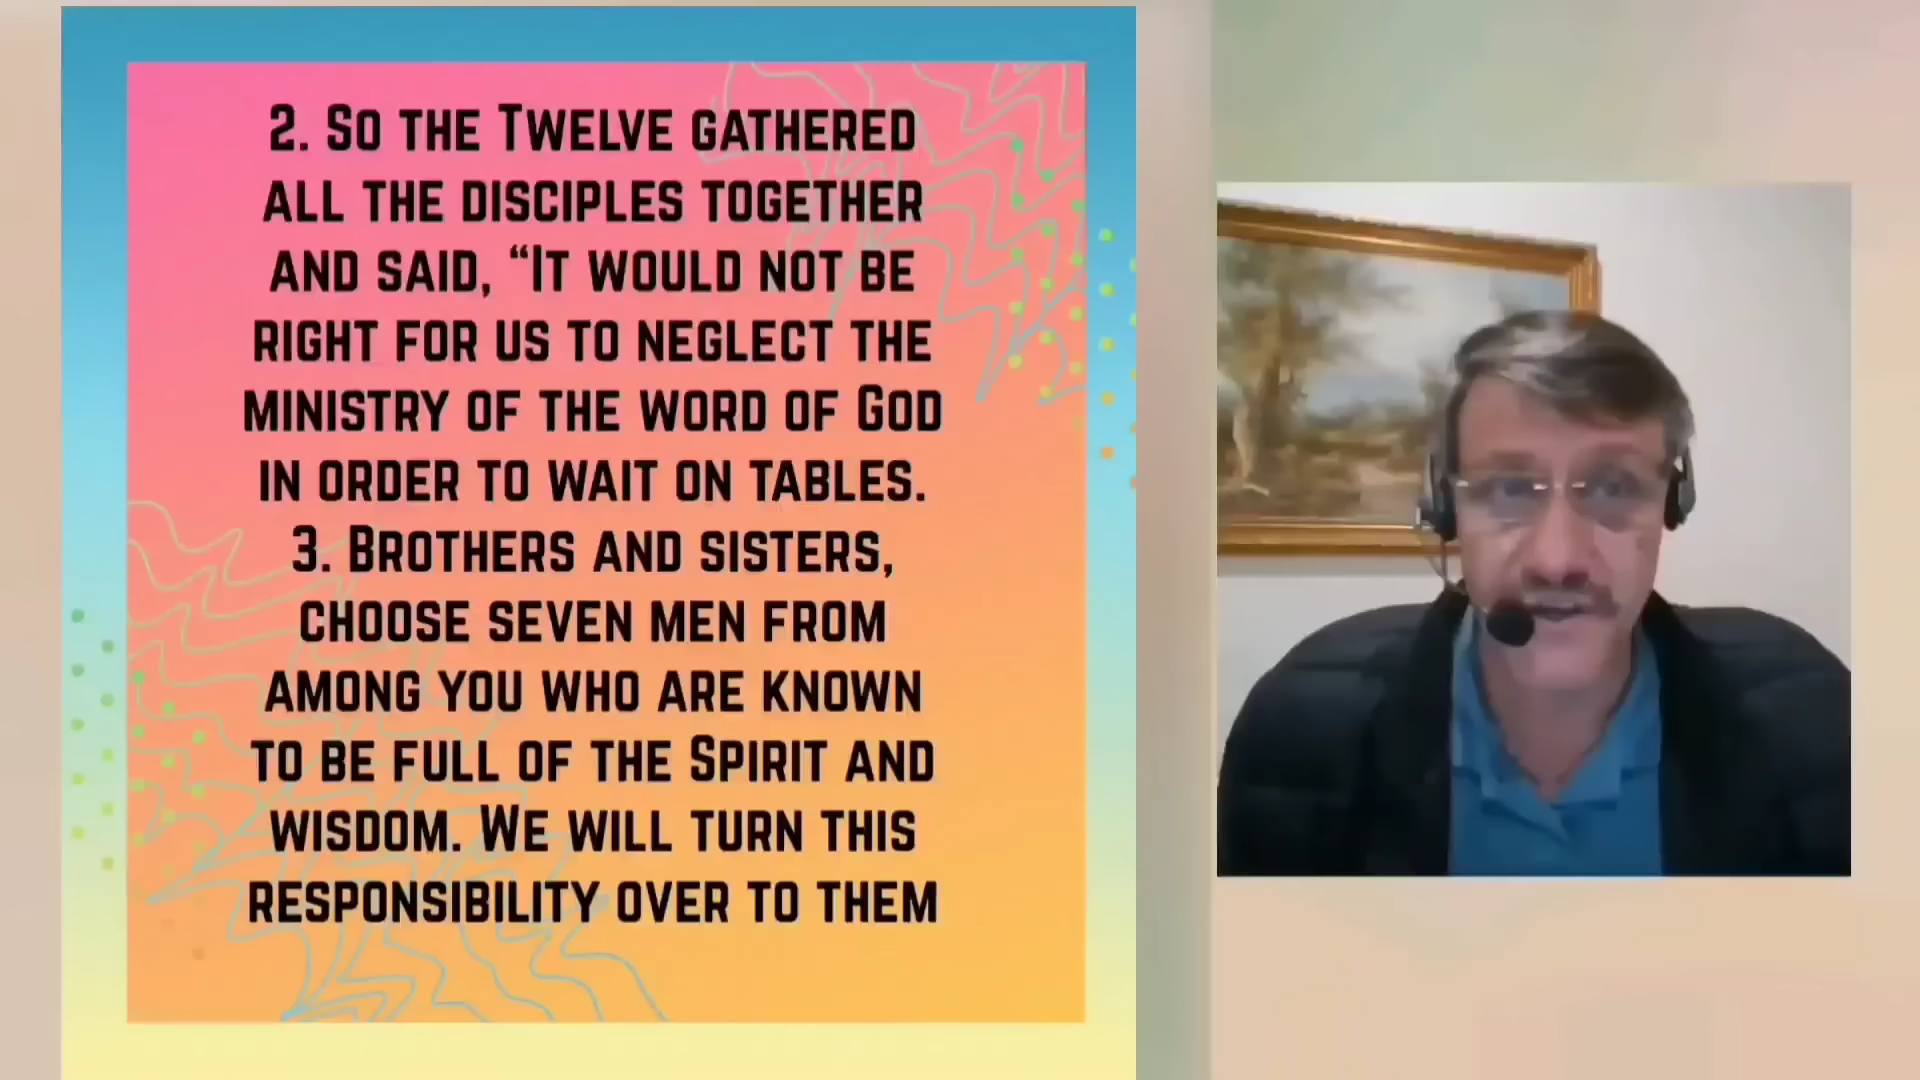 2. So the Twelve gathered
all the disciples together
and said, “It would not be
right for us to neglect the
ministry of the word of God
in order to wait on tables.
3. Brothers and sisters,
choose seven men from
among you who are known
to be full of the Spirit and
wisdom. We will turn this
responsibility over to them